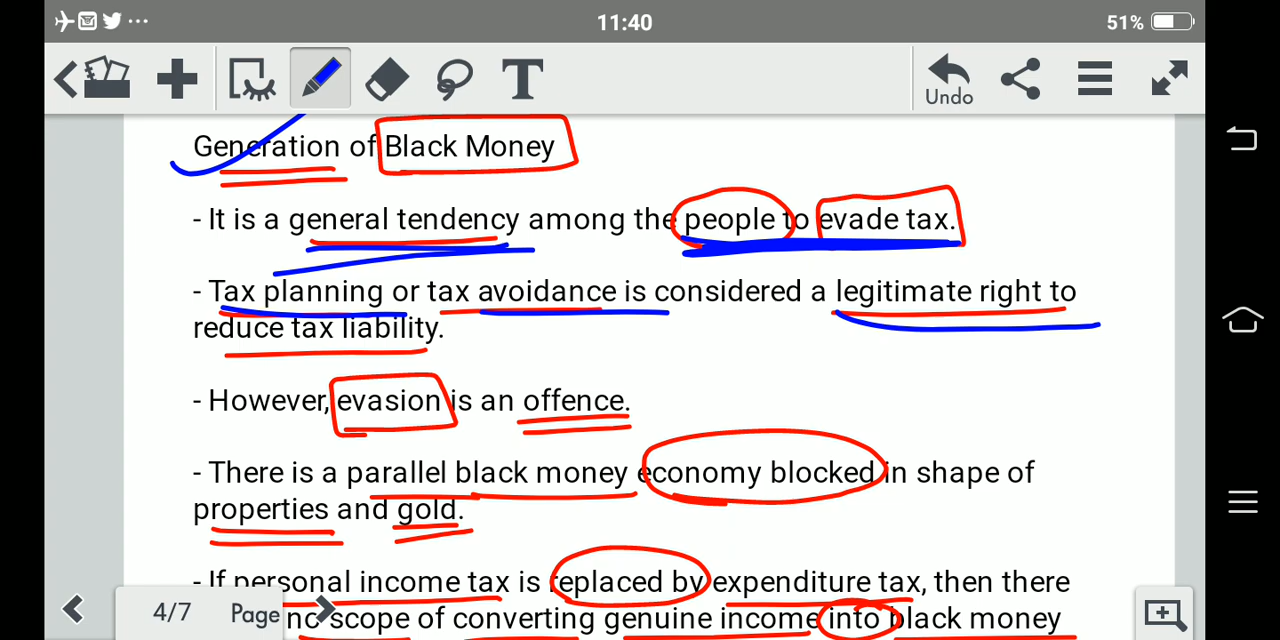 11:40
51%
Undo
Generation of Black Money
- It is a general tendency among the people to evade tax.
- Tax planning or tax avoidance is considered a legitimate right to
reduce tax liability.
- However, evasion is an offence.
- There is a parallel black money economy blocked in shape of
properties and gold.
- If personal income tax is replaced by expenditure tax, then there
no scope of converting genuine income into black money
4/7 Page